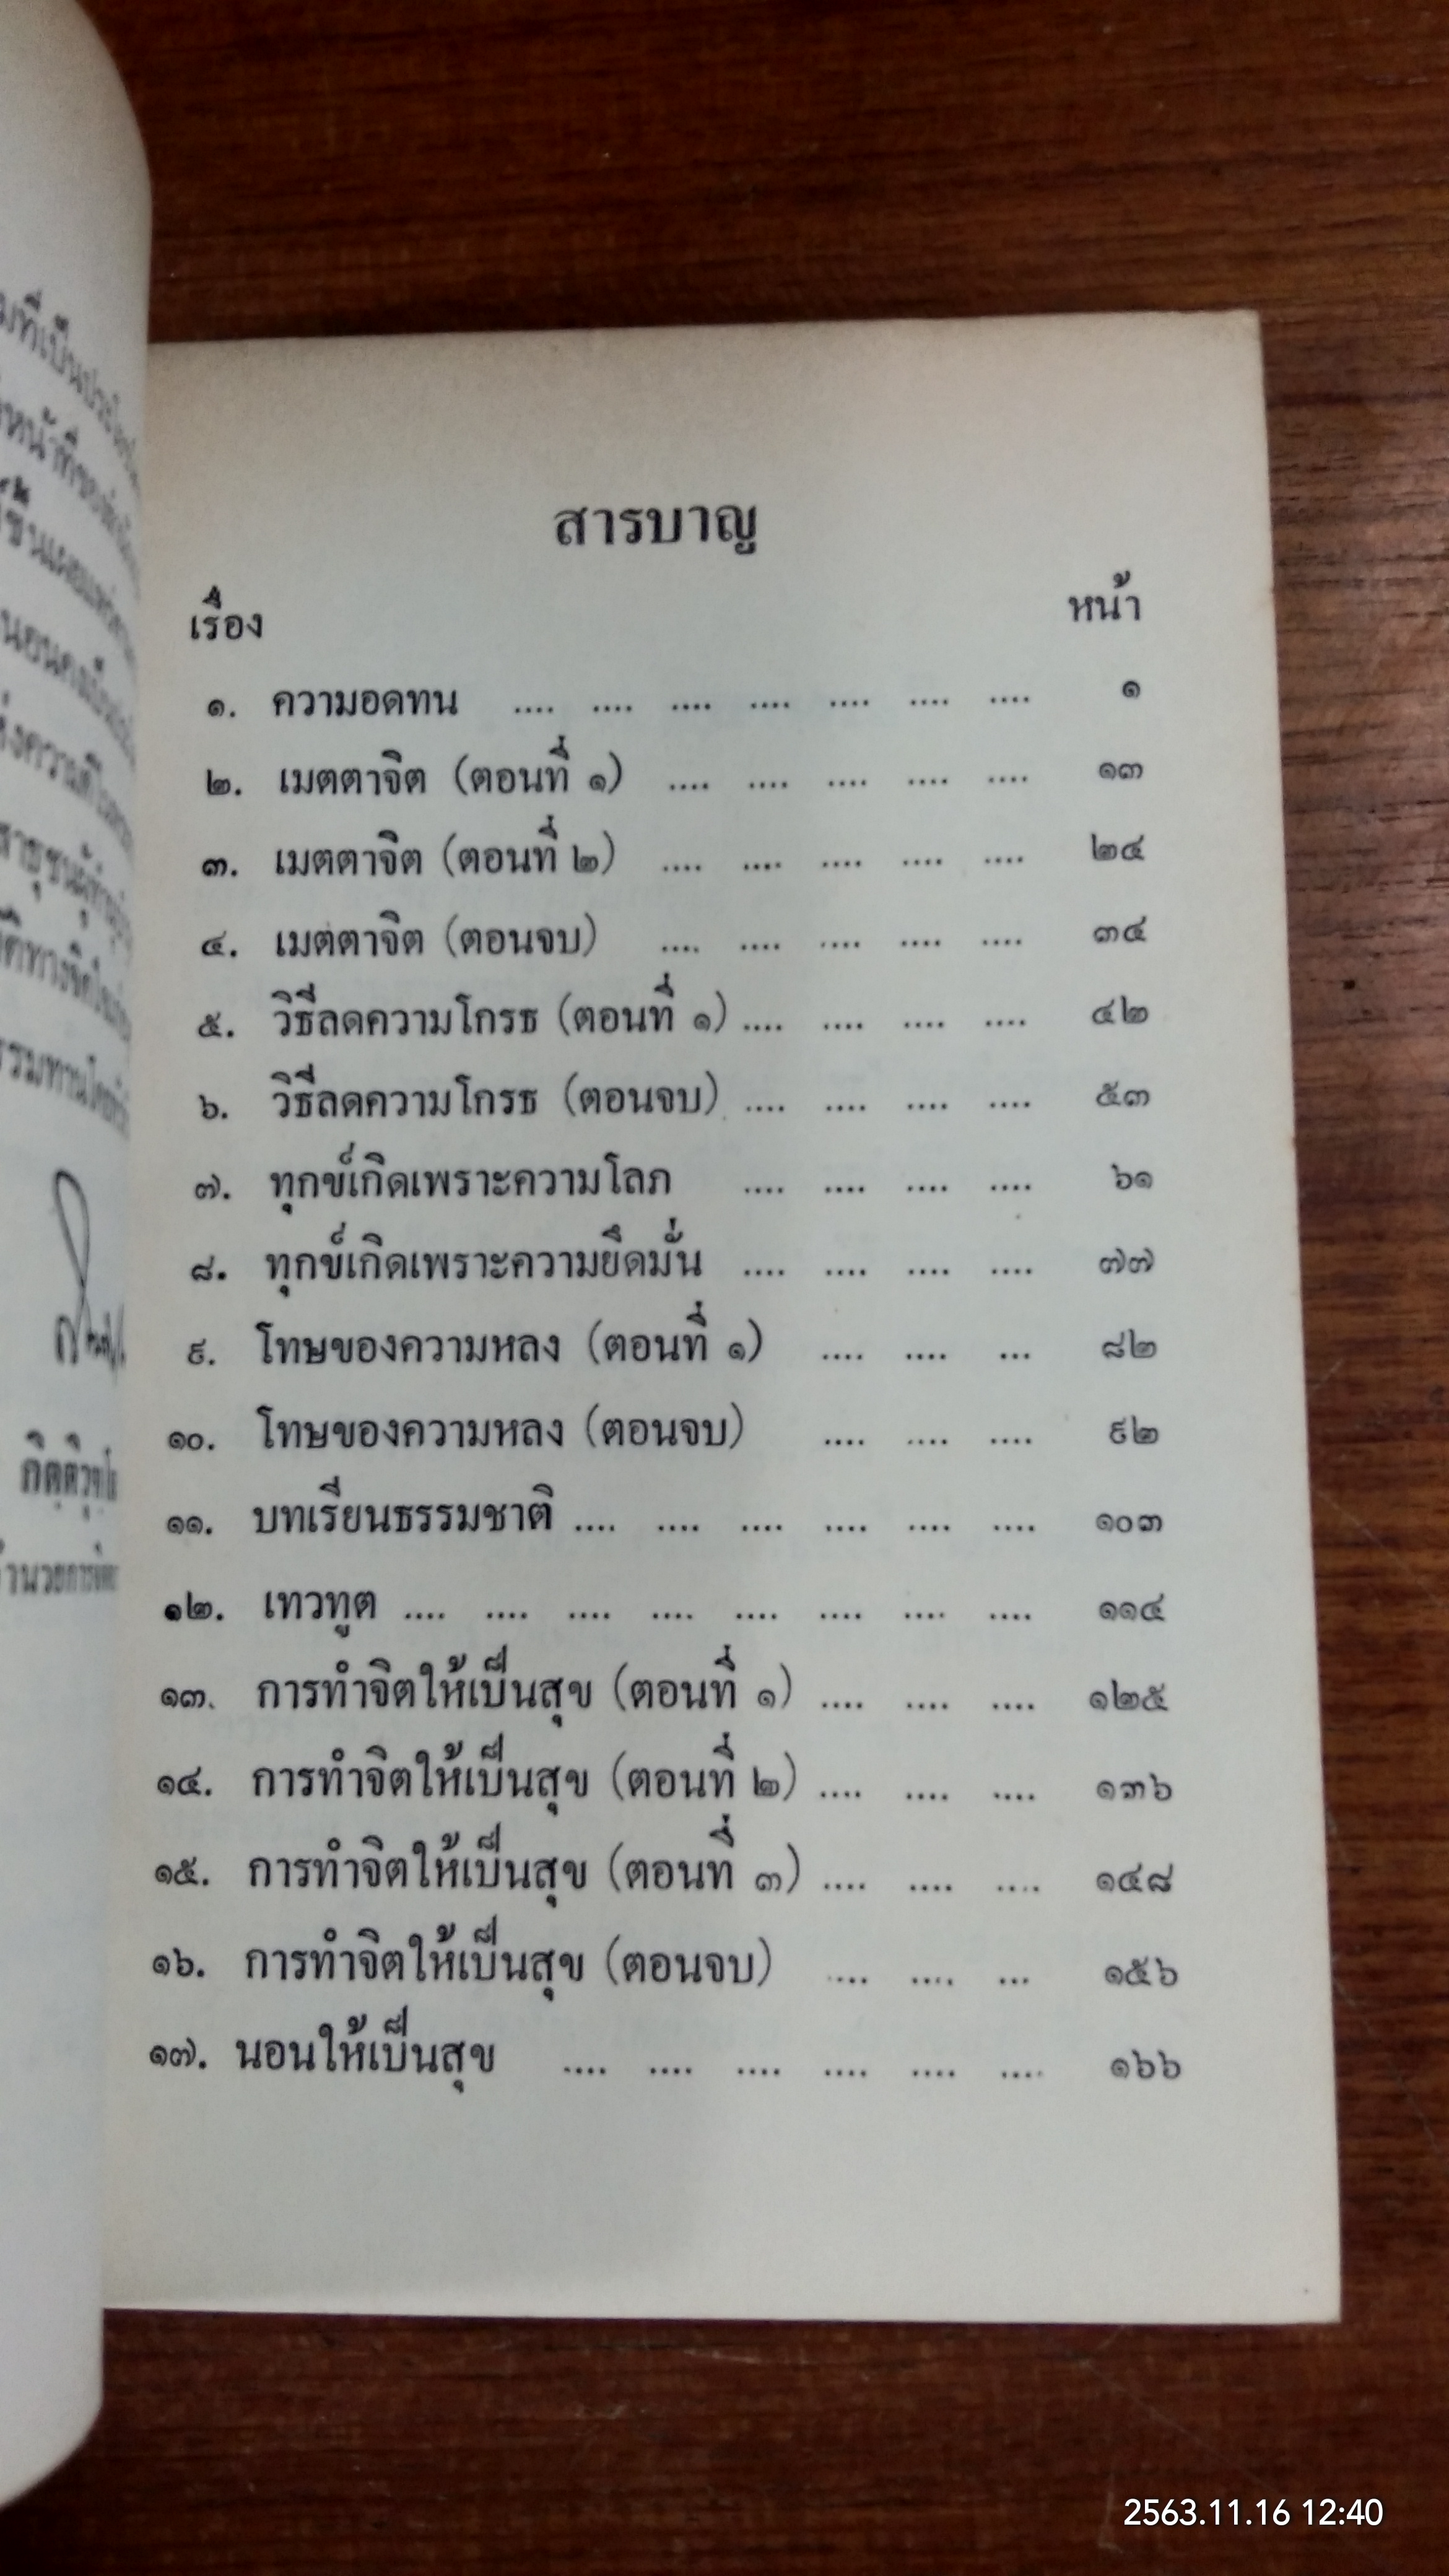 สารบาญ
เรื่อง หน้า
๑. ความอดทน .... .... .... .... .... .... .... ๑
๒. เมตตาจิต (ตอนที่ ๑) .... .... .... .... .... ๑๓
๓. เมตตาจิต (ตอนที่ ๒) .... .... .... .... .... ๒๔
๔. เมตตาจิต (ตอนจบ) .... .... .... .... .... ๓๔
๕. วิธีลดความโกรธ (ตอนที่ ๑) .... .... .... .... ๔๒
๖. วิธีลดความโกรธ (ตอนจบ) .... .... .... .... ๕๓
๗. ทุกข์เกิดเพราะความโลภ .... .... .... .... ๖๑
๘. ทุกข์เกิดเพราะความยึดมั่น .... .... .... .... ๗๗
๙. โทษของความหลง (ตอนที่ ๑) .... .... ... ๘๒
๑๐. โทษของความหลง (ตอนจบ) .... .... .... ๙๒
๑๑. บทเรียนธรรมชาติ .... .... .... .... .... .... ๑๐๓
๑๒. เทวทูต .... .... .... .... .... .... .... .... ๑๑๔
๑๓. การทำจิตให้เป็นสุข (ตอนที่ ๑) .... .... .... ๑๒๕
๑๔. การทำจิตให้เป็นสุข (ตอนที่ ๒) .... .... .... ๑๓๖
๑๕. การทำจิตให้เป็นสุข (ตอนที่ ๓) .... .... .... ๑๔๘
๑๖. การทำจิตให้เป็นสุข (ตอนจบ) .... .... ... ๑๕๖
๑๗. นอนให้เป็นสุข .... .... .... .... .... .... ๑๖๖
2563.11.16 12:40